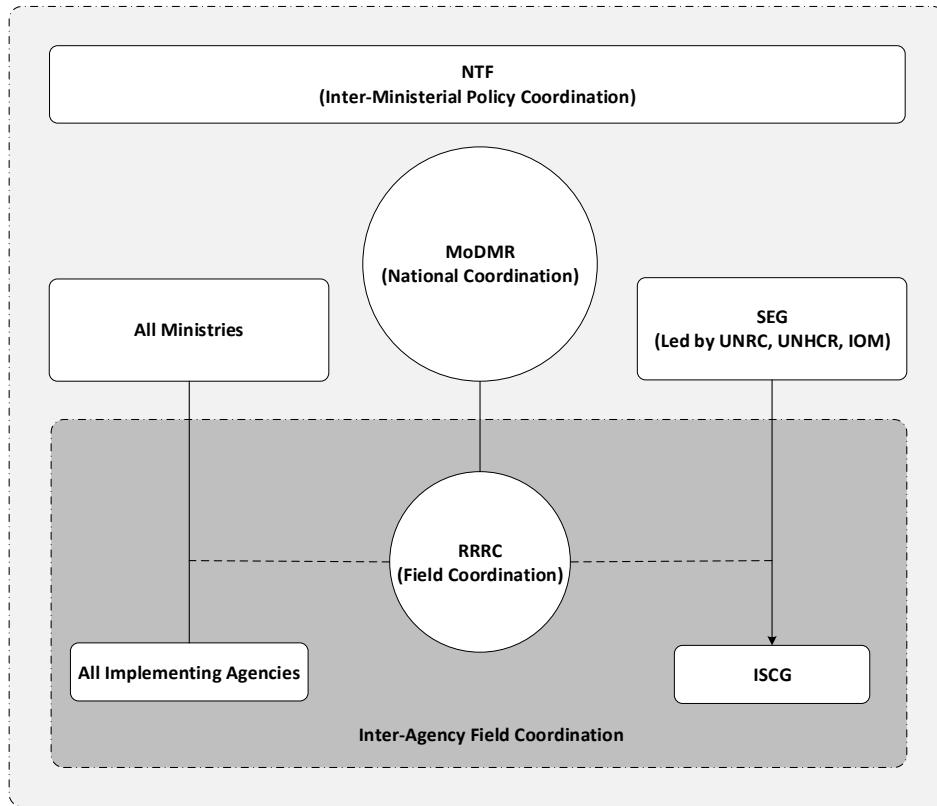 NTF
(Inter-Ministerial Policy Coordination)
MoDMR
(National Coordination)
All Ministries
SEG
(Led by UNRC, UNHCR, IOM)
RRRC
(Field Coordination)
All Implementing Agencies
ISCG
Inter-Agency Field Coordination